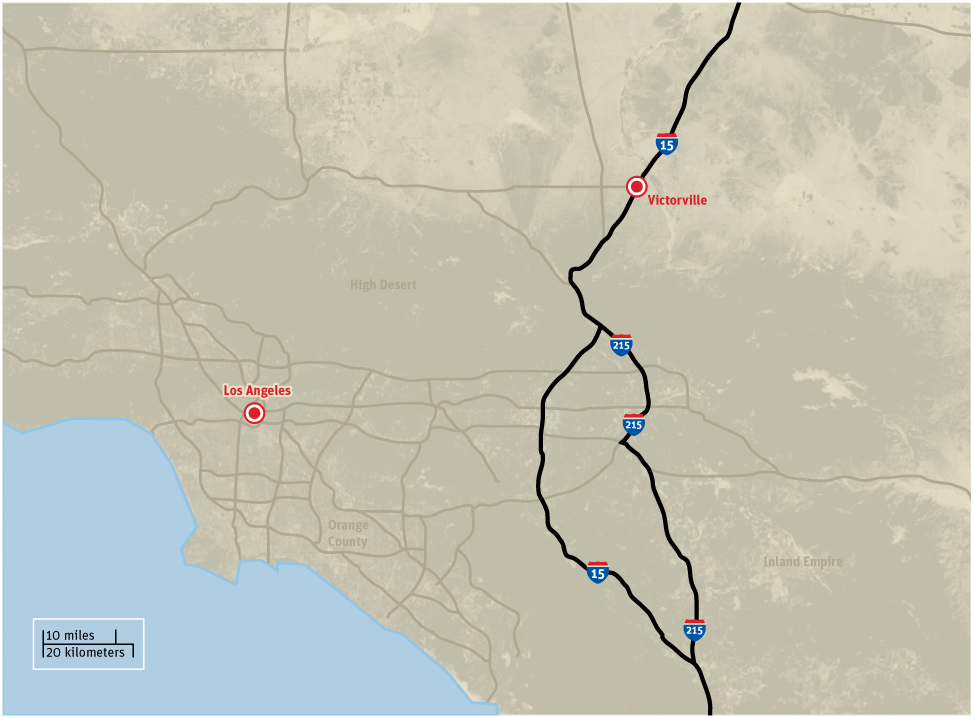 15
Victorville
High Desert
215
Los Angeles
215
Orange
County
Inland Empire
15
10 miles
20 kilometers
215